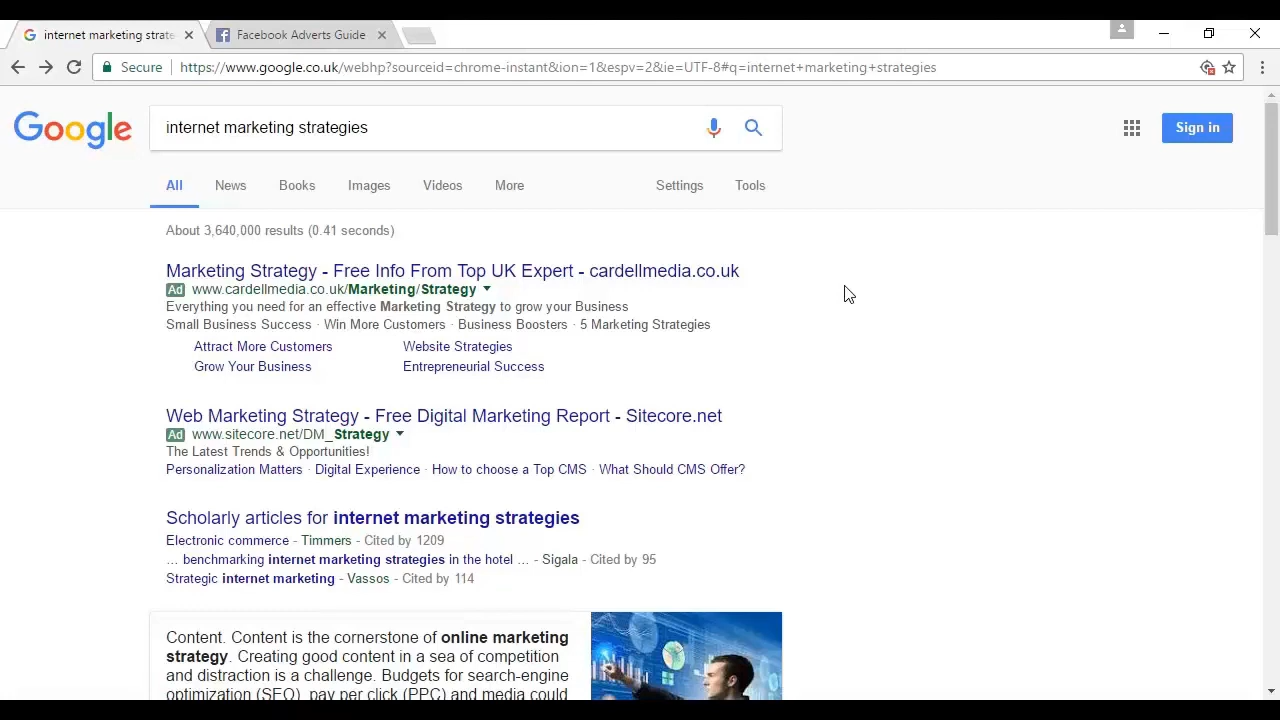 internet marketing strate
Facebook Adverts Guide
Secure
https://www.google.co.uk/webhp?sourceid=chrome-instant&ion=1&espv=2&ie=UTF-8#q=internet+marketing+strategies
Google
internet marketing strategies
Sign in
All News Books Images Videos More Settings Tools
About 3,640,000 results (0.41 seconds)
Marketing Strategy - Free Info From Top UK Expert - cardellmedia.co.uk
Ad www.cardellmedia.co.uk/Marketing/Strategy
Everything you need for an effective Marketing Strategy to grow your Business
Small Business Success · Win More Customers · Business Boosters · 5 Marketing Strategies
Attract More Customers Website Strategies
Grow Your Business Entrepreneurial Success
Web Marketing Strategy - Free Digital Marketing Report - Sitecore.net
Ad www.sitecore.net/DM_Strategy
The Latest Trends & Opportunities!
Personalization Matters · Digital Experience · How to choose a Top CMS · What Should CMS Offer?
Scholarly articles for internet marketing strategies
Electronic commerce - Timmers - Cited by 1209
... benchmarking internet marketing strategies in the hotel ... - Sigala - Cited by 95
Strategic internet marketing - Vassos - Cited by 114
Content. Content is the cornerstone of online marketing
strategy. Creating good content in a sea of competition
and distraction is a challenge. Budgets for search-engine
optimization (SEO), pay per click (PPC) and media could